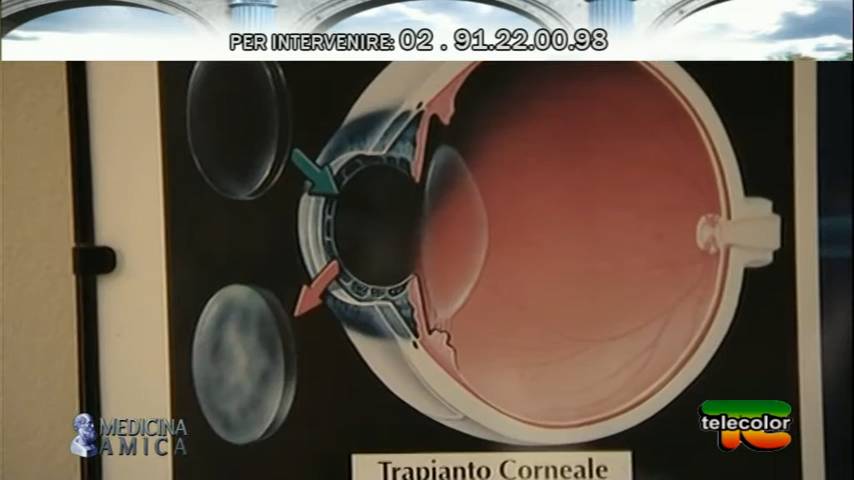 PER INTERVENIRE: 02 . 91.22.00.98
MEDICINA
AMICA
telecolor
Trapianto Corneale